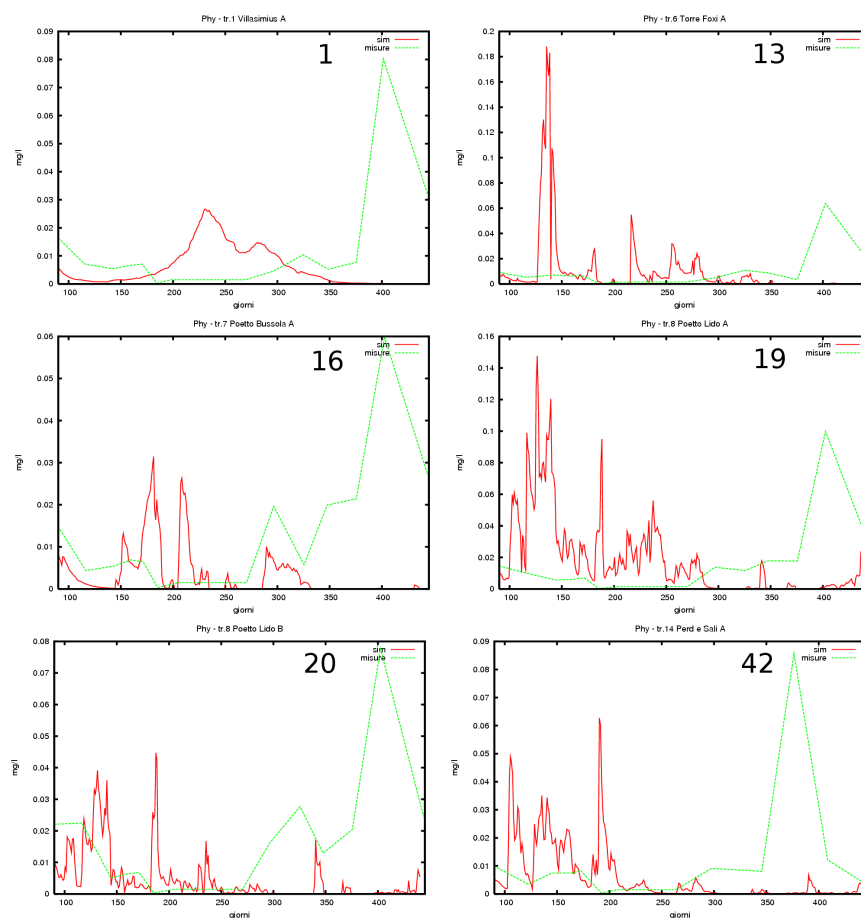 Phy - tr.1 Villasimius A
1
sim
misure
0.09
0.08
0.07
0.06
0.05
0.04
0.03
0.02
0.01
0
mg/l
100 150 200 250 300 350 400
giorni
Phy - tr.6 Torre Foxi A
13
sim
misure
0.2
0.18
0.16
0.14
0.12
0.1
0.08
0.06
0.04
0.02
0
mg/l
100 150 200 250 300 350 400
giorni
Phy - tr.7 Poetto Bussola A
16
sim
misure
0.06
0.05
0.04
0.03
0.02
0.01
0
mg/l
100 150 200 250 300 350 400
giorni
Phy - tr.8 Poetto Lido A
19
sim
misure
0.16
0.14
0.12
0.1
0.08
0.06
0.04
0.02
0
mg/l
100 150 200 250 300 350 400
giorni
Phy - tr.8 Poetto Lido B
20
sim
misure
0.08
0.07
0.06
0.05
0.04
0.03
0.02
0.01
0
mg/l
100 150 200 250 300 350 400
giorni
Phy - tr.14 Perd e Sali A
42
sim
misure
0.09
0.08
0.07
0.06
0.05
0.04
0.03
0.02
0.01
0
mg/l
100 150 200 250 300 350 400
giorni